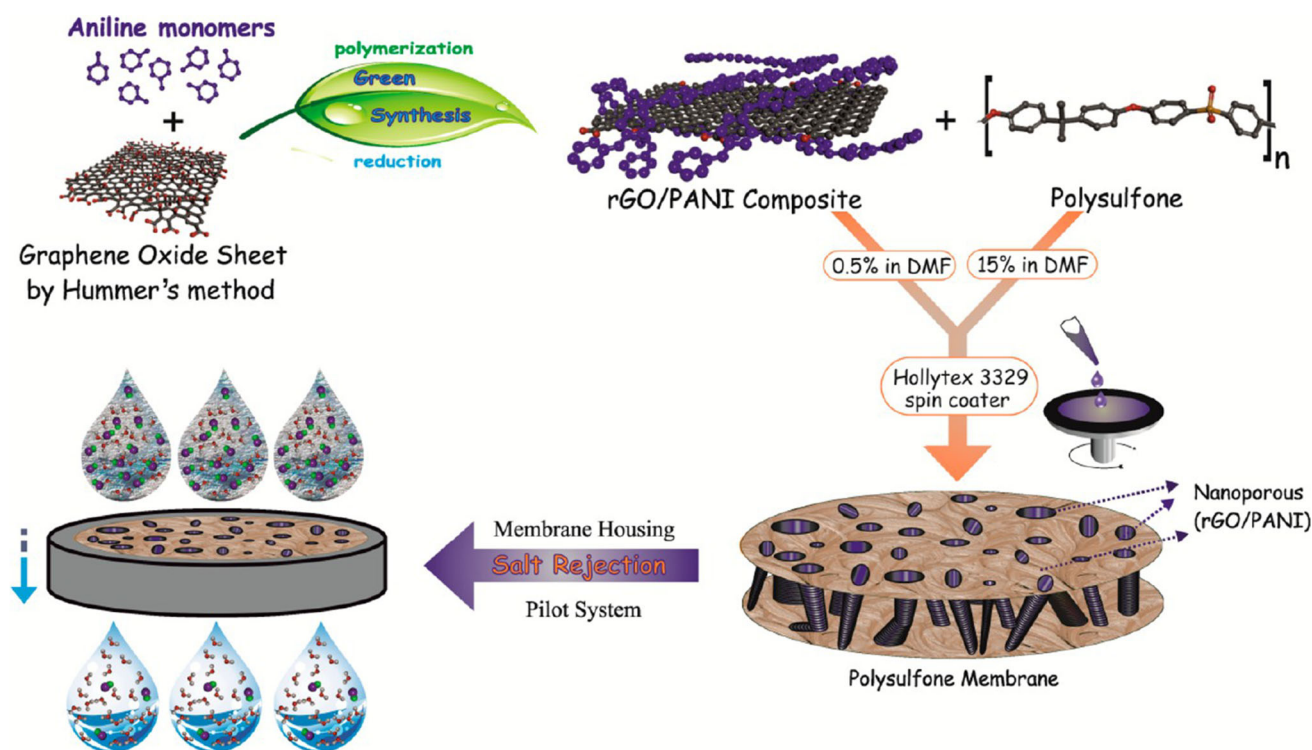 Aniline monomers
+
Graphene Oxide Sheet
by Hummer's method
polymerization
Green
Synthesis
reduction
rGO/PANI Composite
+
n
Polysulfone
0.5% in DMF
15% in DMF
Hollytex 3329
spin coater
Nanoporous
(rGO/PANI)
Polysulfone Membrane
Membrane Housing
Salt Rejection
Pilot System